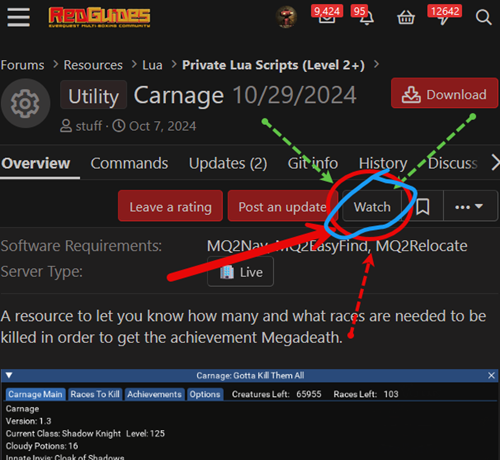 REDGUIDES
EVERQUEST MULTI BOXING COMMUNITY
9,424 95 12642
Forums > Resources > Lua > Private Lua Scripts (Level 2+) >
Utility Carnage 10/29/2024
Download
stuff · Oct 7, 2024
Overview Commands Updates (2) Git info History Discuss
Leave a rating Post an update Watch
Software Requirements: MQ2Nav, MQ2EasyFind, MQ2Relocate
Server Type: Live
A resource to let you know how many and what races are needed to be
killed in order to get the achievement Megadeath.
Carnage: Gotta Kill Them All
Carnage Main Races To Kill Achievements Options Creatures Left: 65955 Races Left: 103
Carnage
Version: 1.3
Current Class: Shadow Knight Level: 125
Cloudy Potions: 16
Innate Invis: Cloak of Shadows